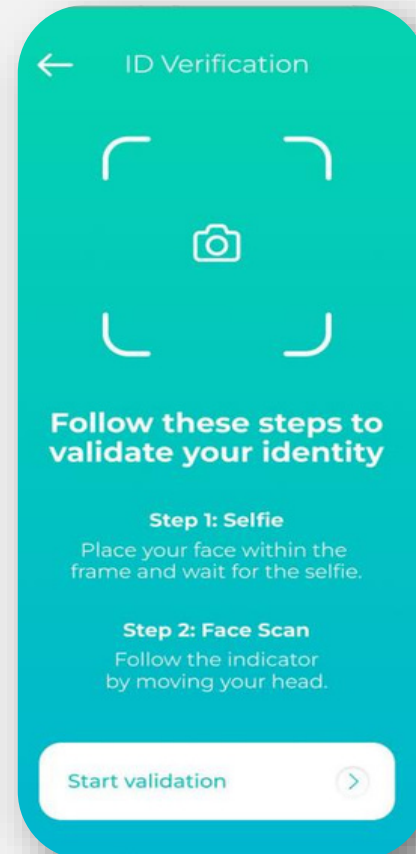 ID Verification
Follow these steps to
validate your identity
Step 1: Selfie
Place your face within the
frame and wait for the selfie.
Step 2: Face Scan
Follow the indicator
by moving your head.
Start validation